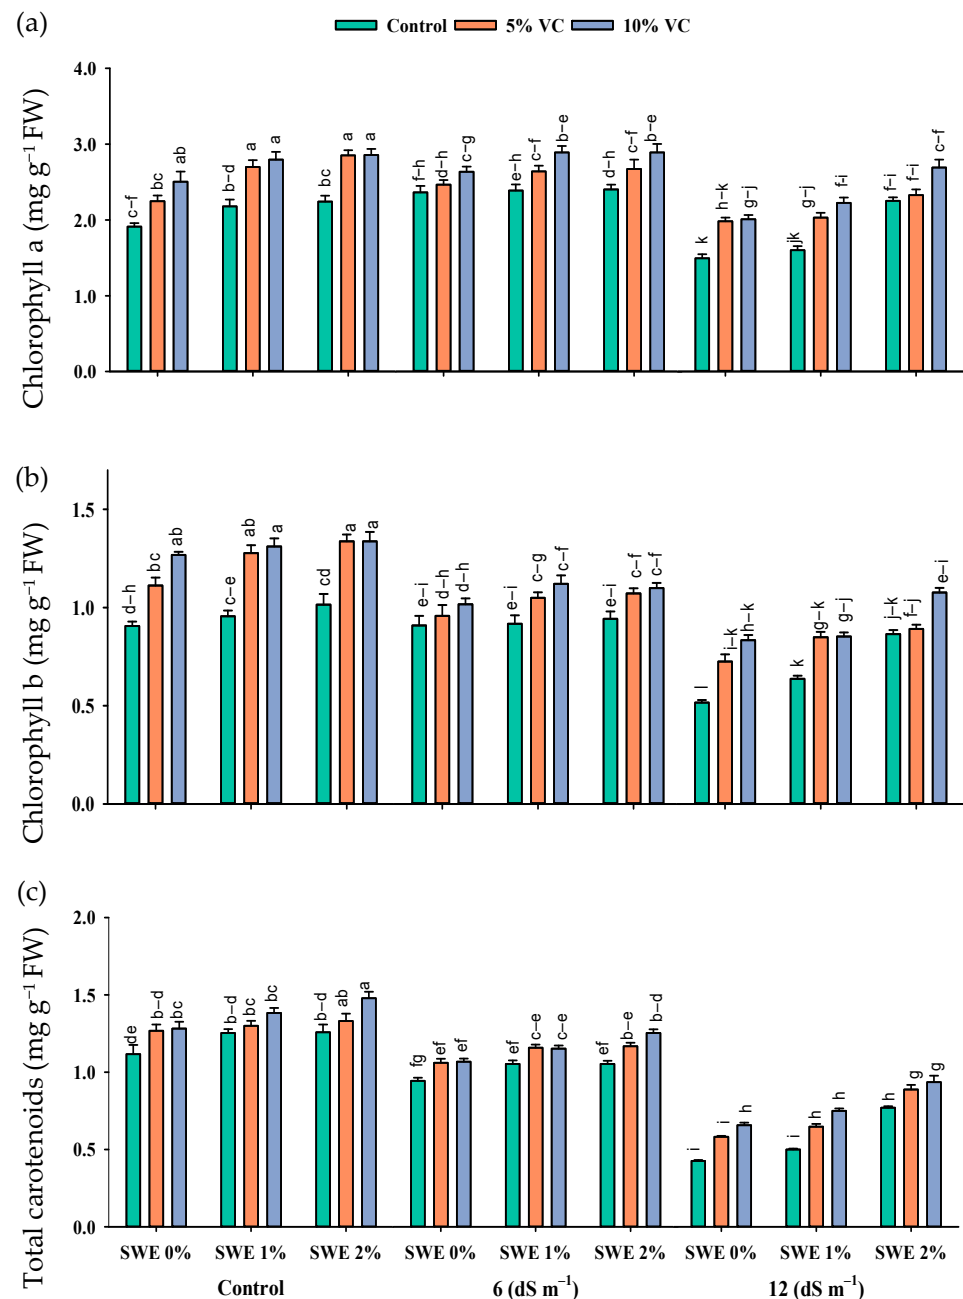 (a)
Control 5% VC 10% VC
Chlorophyll a (mg g⁻¹ FW)
4.0
3.0
2.0
1.0
0.0
c–f bc ab
b–d a a
bc a a
f–h d–h c–g
e–h c–f b–e
d–h c–f b–e
k h–k g–j
jk g–j f-i
f–i f–i c–f
(b)
Chlorophyll b (mg g⁻¹ FW)
1.5
1.0
0.5
0.0
d–h bc ab
c–e ab a
cd a a
e–i d–h d–h
e–i c–g c–f
e–i c–f c–f
l i–k h–k
k g–k g–j
j–k f–j e–i
(c)
Total carotenoids (mg g⁻¹ FW)
2.0
1.5
1.0
0.5
0.0
de b–d bc
b–d bc bc
b–d ab a
fg ef ef
ef c–e c–e
ef b–e b–d
i i h
i h h
h g g
SWE 0% SWE 1% SWE 2% SWE 0% SWE 1% SWE 2% SWE 0% SWE 1% SWE 2%
Control 6 (dS m⁻¹) 12 (dS m⁻¹)